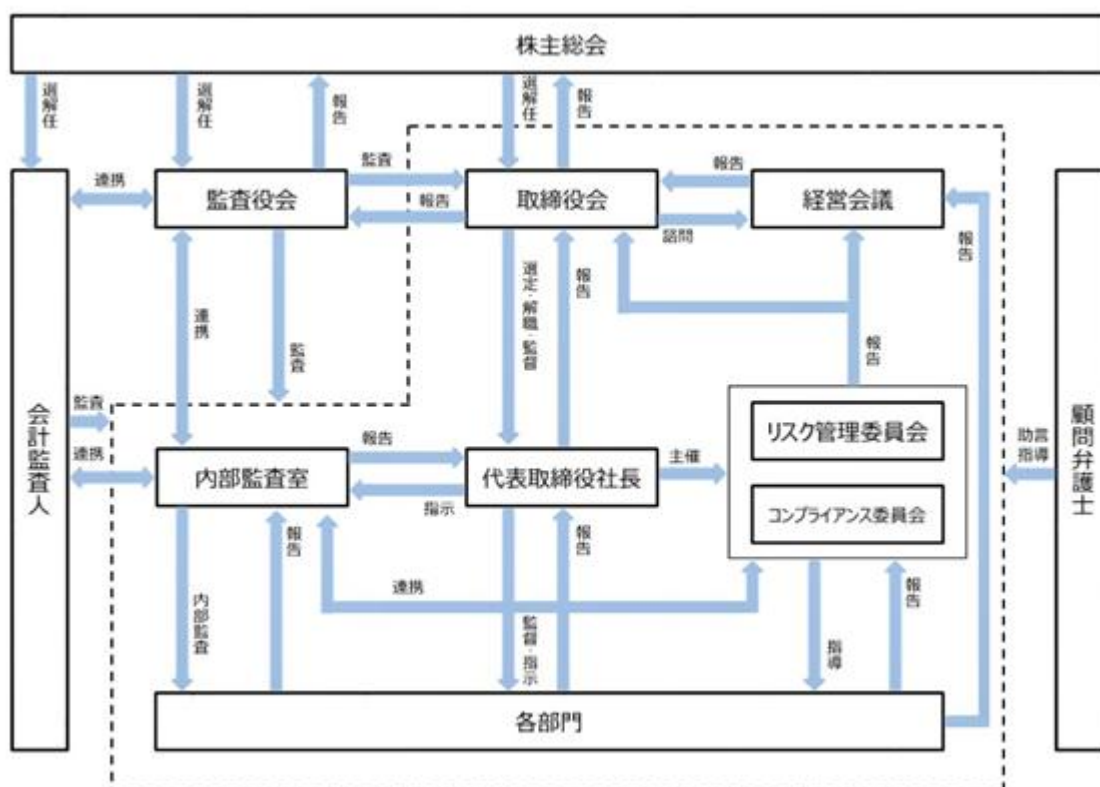 株主総会
選解任
選解任
報告
選解任
報告
連携
監査役会
監査
報告
取締役会
報告
諮問
経営会議
報告
連携
監査
選定・解職・監督
報告
報告
会計監査人
監査
連携
内部監査室
報告
指示
代表取締役社長
主催
リスク管理委員会
コンプライアンス委員会
助言
指導
顧問弁護士
内部監査
報告
連携
監督・指示
報告
指導
報告
各部門